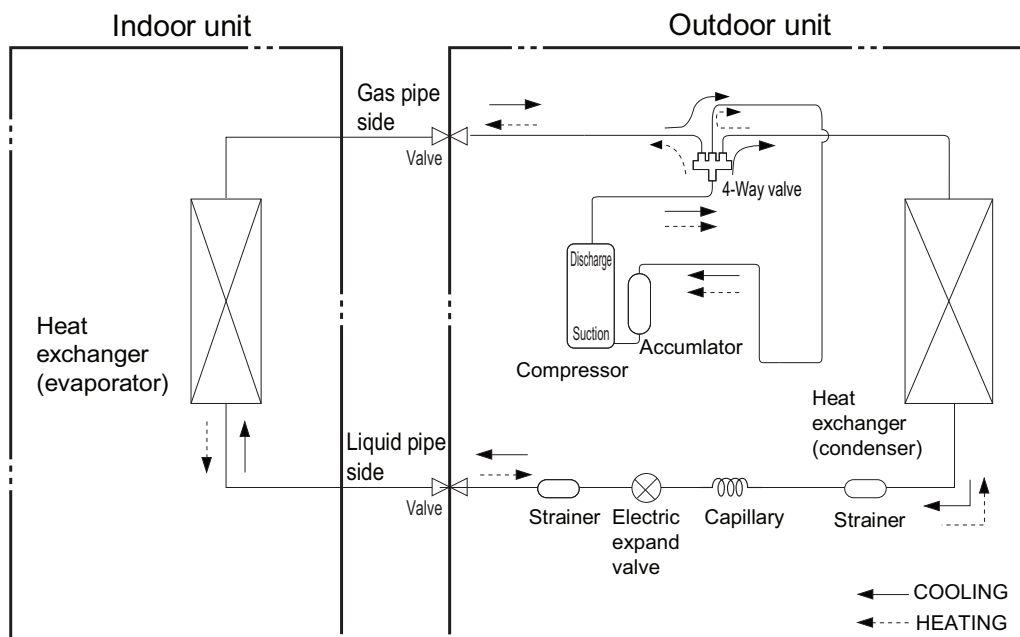 Indoor unit
Outdoor unit
Gas pipe
side
Valve
4-Way valve
Discharge
Suction
Compressor
Accumlator
Heat
exchanger
(evaporator)
Heat
exchanger
(condenser)
Liquid pipe
side
Valve
Strainer
Electric
expand
valve
Capillary
Strainer
COOLING
HEATING